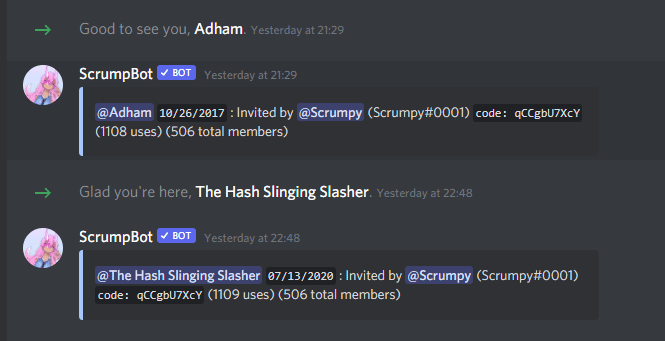 Good to see you, Adham. Yesterday at 21:29
ScrumpBot ✓ BOT Yesterday at 21:29
@Adham 10/26/2017 : Invited by @Scrumpy (Scrumpy#0001) code: qCCgbU7XcY
(1108 uses) (506 total members)
Glad you're here, The Hash Slinging Slasher. Yesterday at 22:48
ScrumpBot ✓ BOT Yesterday at 22:48
@The Hash Slinging Slasher 07/13/2020 : Invited by @Scrumpy (Scrumpy#0001)
code: qCCgbU7XcY (1109 uses) (506 total members)